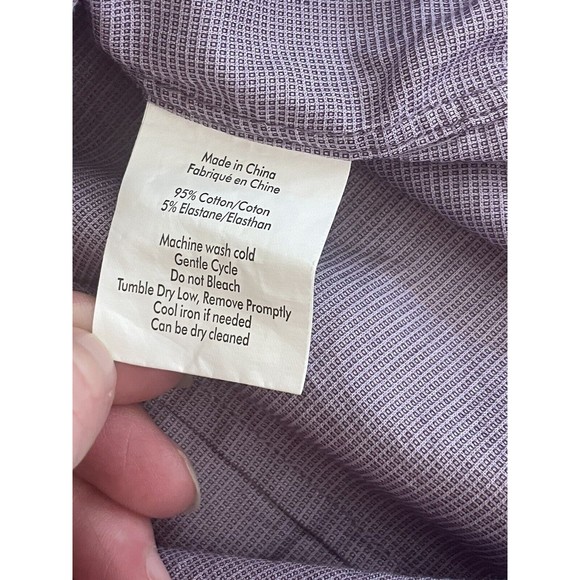 Made in China
Fabriqué en Chine
95% Cotton/Coton
5% Elastane/Elasthan
Machine wash cold
Gentle Cycle
Do not Bleach
Tumble Dry Low, Remove Promptly
Cool iron if needed
Can be dry cleaned